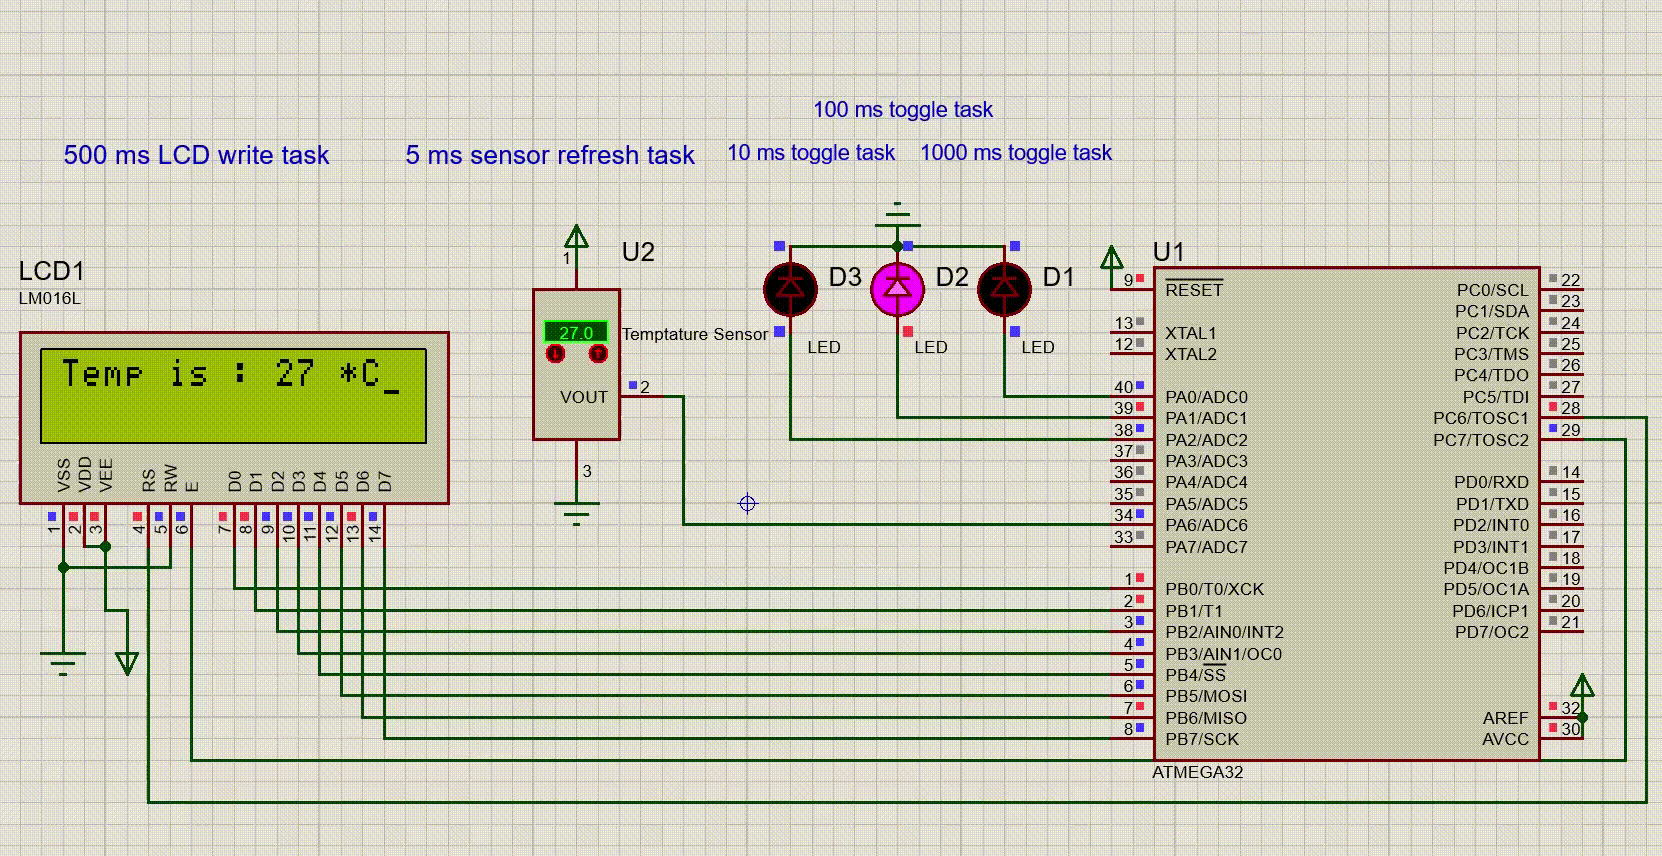 100 ms toggle task
500 ms LCD write task
5 ms sensor refresh task
10 ms toggle task
1000 ms toggle task
LCD1
LM016L
Temp is : 27 *C_
VSS
VDD
VEE
RS
RW
E
D0
D1
D2
D3
D4
D5
D6
D7
1
2
3
4
5
6
7
8
9
10
11
12
13
14
U2
1
27.0
Temptature Sensor
VOUT
2
3
D3
D2
D1
LED
LED
LED
U1
9
RESET
13
XTAL1
12
XTAL2
40
PA0/ADC0
39
PA1/ADC1
38
PA2/ADC2
37
PA3/ADC3
36
PA4/ADC4
35
PA5/ADC5
34
PA6/ADC6
33
PA7/ADC7
1
PB0/T0/XCK
2
PB1/T1
3
PB2/AIN0/INT2
4
PB3/AIN1/OC0
5
PB4/SS
6
PB5/MOSI
7
PB6/MISO
8
PB7/SCK
PC0/SCL
22
PC1/SDA
23
PC2/TCK
24
PC3/TMS
25
PC4/TDO
26
PC5/TDI
27
PC6/TOSC1
28
PC7/TOSC2
29
PD0/RXD
14
PD1/TXD
15
PD2/INT0
16
PD3/INT1
17
PD4/OC1B
18
PD5/OC1A
19
PD6/ICP1
20
PD7/OC2
21
AREF
32
AVCC
30
ATMEGA32